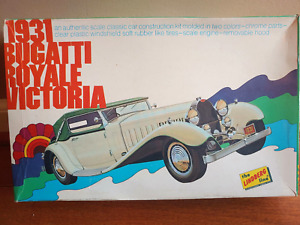 1931
BUGATTI
ROYALE
VICTORIA
an authentic scale classic car construction kit molded in two colors—chrome parts—
clear plastic windshield soft rubber like tires—scale engine—removable hood
the
LINDBERG
line